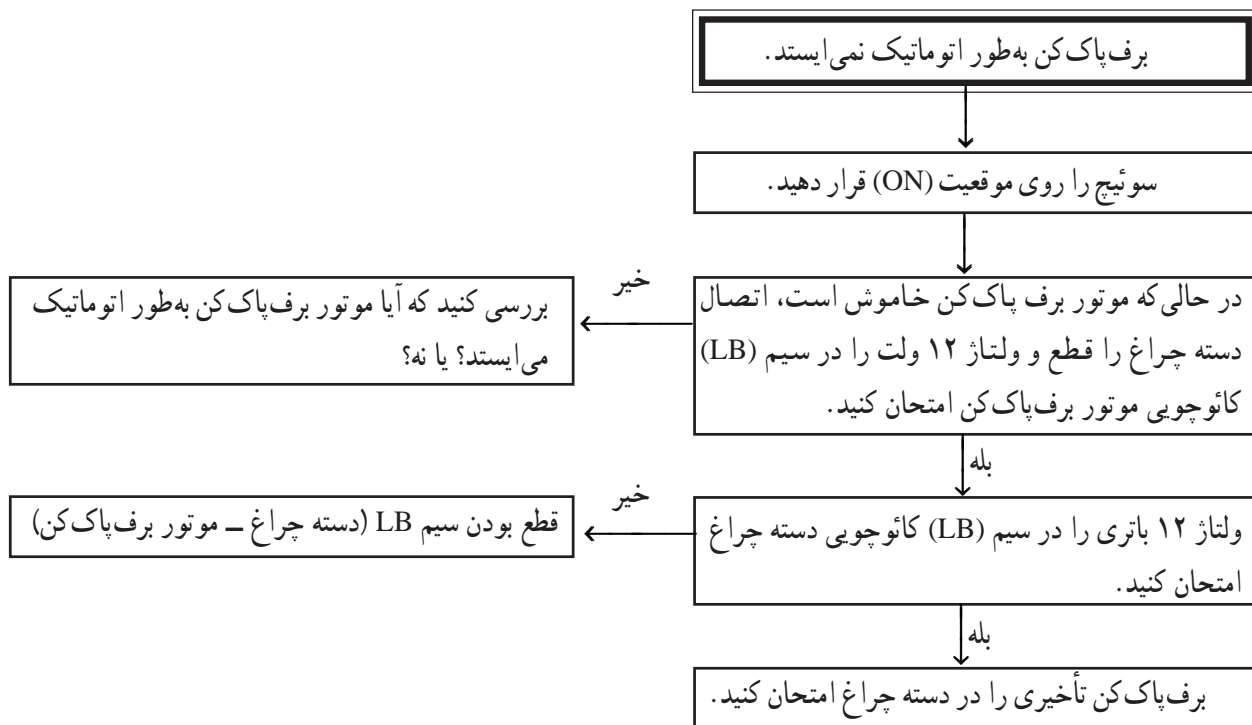 برف‌پاک‌کن به‌طور اتوماتیک نمی‌ایستد.
سوئیچ را روی موقعیت (ON) قرار دهید.
در حالی‌که موتور برف پاک‌کن خاموش است، اتصال
دسته چراغ را قطع و ولتاژ ۱۲ ولت را در سیم (LB)
کائوچویی موتور برف‌پاک‌کن امتحان کنید.
خیر
بررسی کنید که آیا موتور برف‌پاک‌کن به‌طور اتوماتیک
می‌ایستد؟ یا نه؟
بله
ولتاژ ۱۲ باتری را در سیم (LB) کائوچویی دسته چراغ
امتحان کنید.
خیر
قطع بودن سیم LB (دسته چراغ ــ موتور برف‌پاک‌کن)
بله
برف‌پاک‌کن تأخیری را در دسته چراغ امتحان کنید.